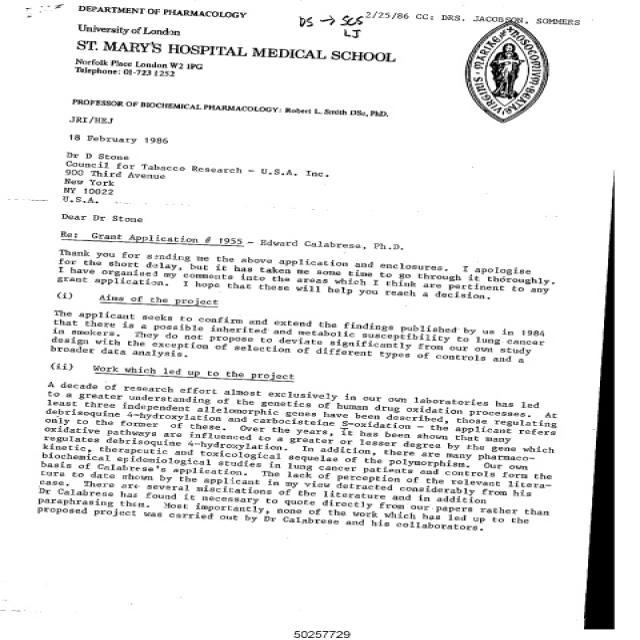 DEPARTMENT OF PHARMACOLOGY
DS → SCS 2/25/86 CC: DRS. JACOBSON, SOMMERS
LJ
University of London
ST. MARY'S HOSPITAL MEDICAL SCHOOL
Norfolk Place London W2 1PG
Telephone: 01-723 1252
PROFESSOR OF BIOCHEMICAL PHARMACOLOGY: Robert L. Smith DSc, PhD.
JRI/HEJ
18 February 1986
Dr D Stone
Council for Tobacco Research - U.S.A. Inc.
900 Third Avenue
New York
NY 10022
U.S.A.
Dear Dr Stone
Re: Grant Application # 1955 - Edward Calabrese, Ph.D.
Thank you for sending me the above application and enclosures. I apologise
for the short delay, but it has taken me some time to go through it thoroughly.
I have organised my comments into the areas which I think are pertinent to any
grant application. I hope that these will help you reach a decision.
(i) Aims of the project
The applicant seeks to confirm and extend the findings published by us in 1984
that there is a possible inherited and metabolic susceptibility to lung cancer
in smokers. They do not propose to deviate significantly from our own study
design with the exception of selection of different types of controls and a
broader data analysis.
(ii) Work which led up to the project
A decade of research effort almost exclusively in our own laboratories has led
to a greater understanding of the genetics of human drug oxidation processes. At
least three independent allelomorphic genes have been described, those regulating
debrisoquine 4-hydroxylation and carbocisteine S-oxidation - the applicant refers
only to the former of these. Over the years, it has been shown that many
oxidative pathways are influenced to a greater or lesser degree by the gene which
regulates debrisoquine 4-hydroxylation. In addition, there are many pharmaco-
kinetic, therapeutic and toxicological sequelae of the polymorphism. Our own
biochemical epidemiological studies in lung cancer patients and controls form the
basis of Calabrese's application. The lack of perception of the relevant litera-
ture to date shown by the applicant in my view detracted considerably from his
case. There are several miscitations of the literature and in addition
Dr Calabrese has found it necessary to quote directly from our papers rather than
paraphrasing them. Most importantly, none of the work which has led up to the
proposed project was carried out by Dr Calabrese and his collaborators.
50257729